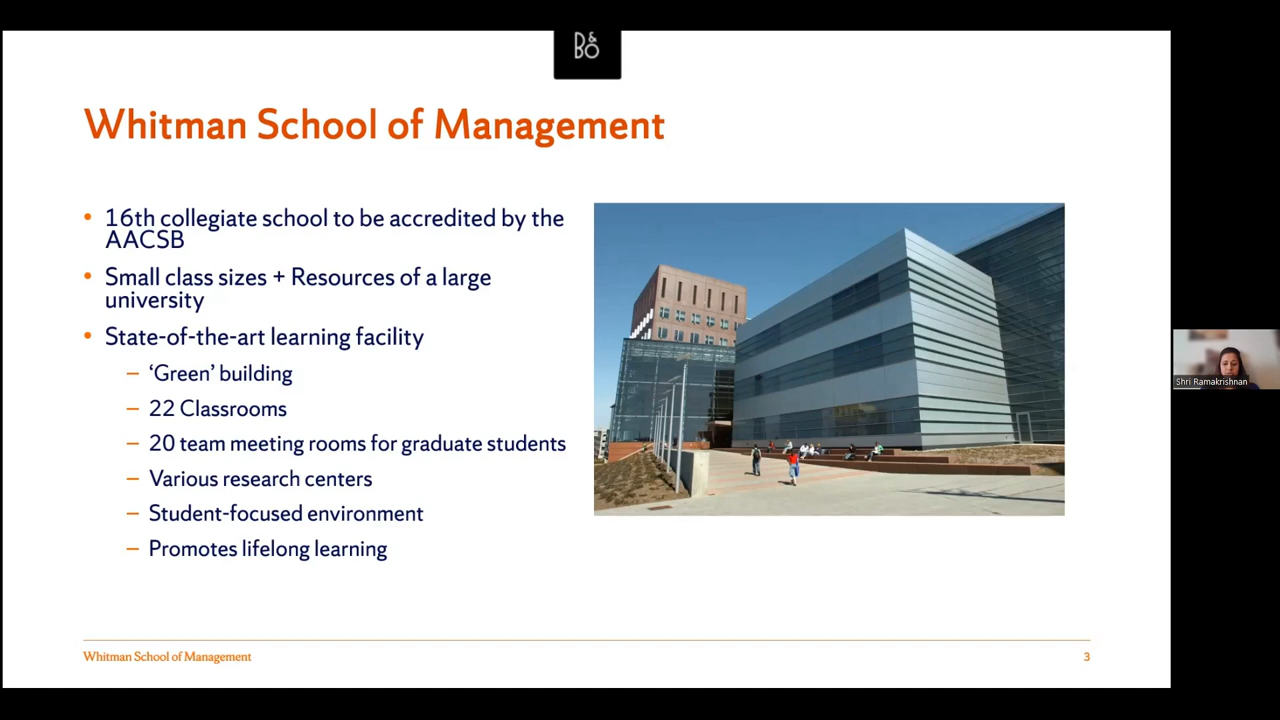 D&
BO
Whitman School of Management
• 16th collegiate school to be accredited by the
AACSB
• Small class sizes + Resources of a large
university
• State-of-the-art learning facility
– ‘Green’ building
– 22 Classrooms
– 20 team meeting rooms for graduate students
– Various research centers
– Student-focused environment
– Promotes lifelong learning
Shri Ramakrishnan
Whitman School of Management
3